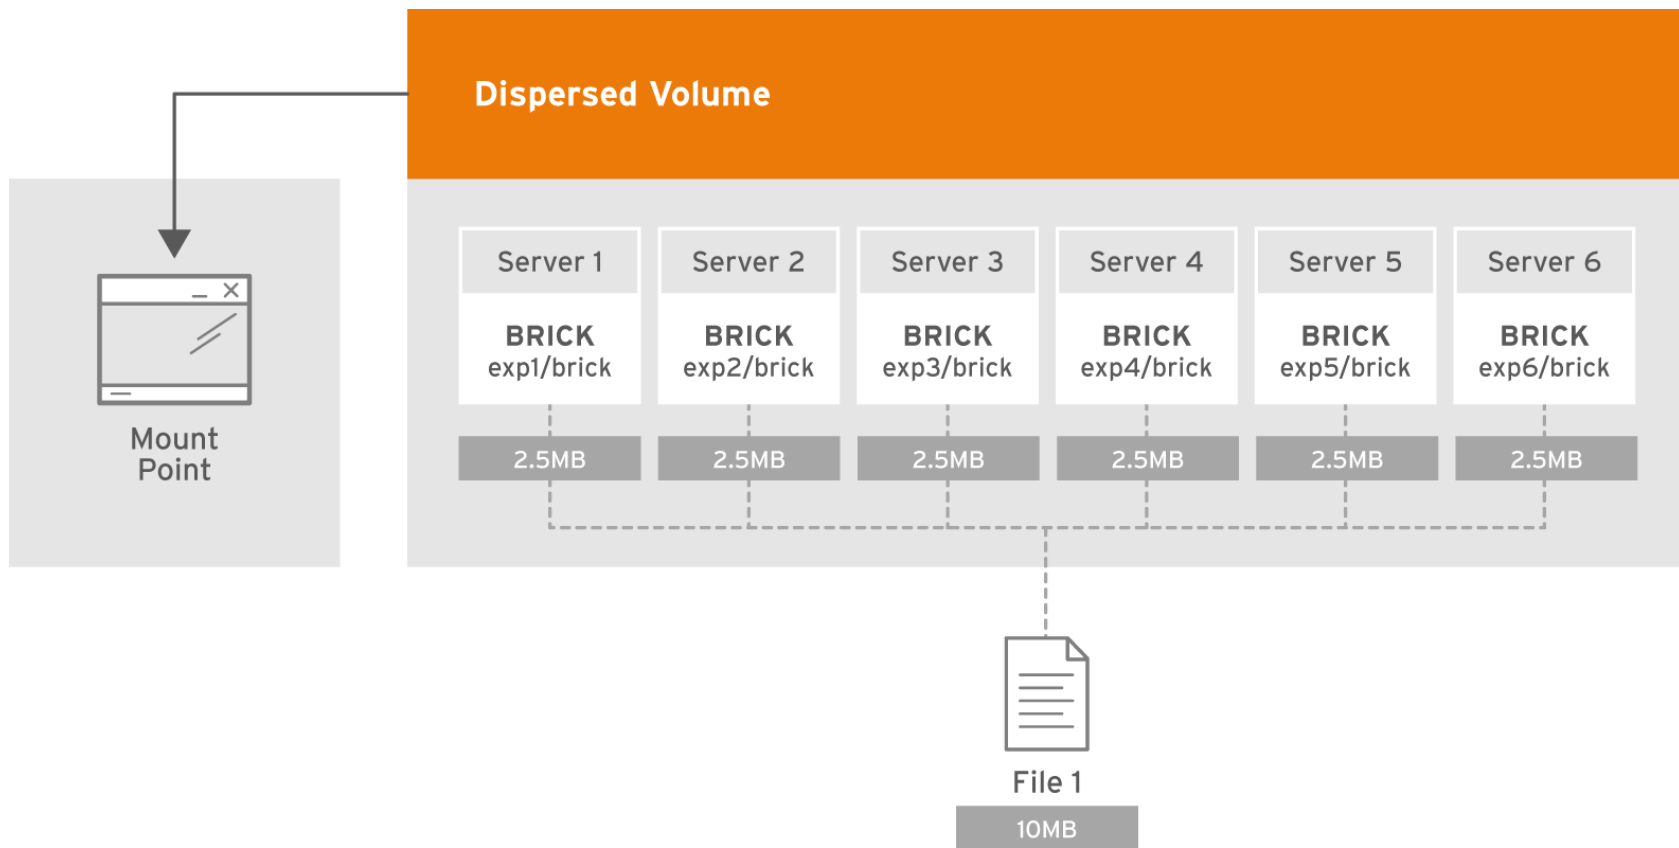 Dispersed Volume
Server 1
Server 2
Server 3
Server 4
Server 5
Server 6
BRICK
exp1/brick
BRICK
exp2/brick
BRICK
exp3/brick
BRICK
exp4/brick
BRICK
exp5/brick
BRICK
exp6/brick
2.5MB
2.5MB
2.5MB
2.5MB
2.5MB
2.5MB
Mount
Point
File 1
10MB